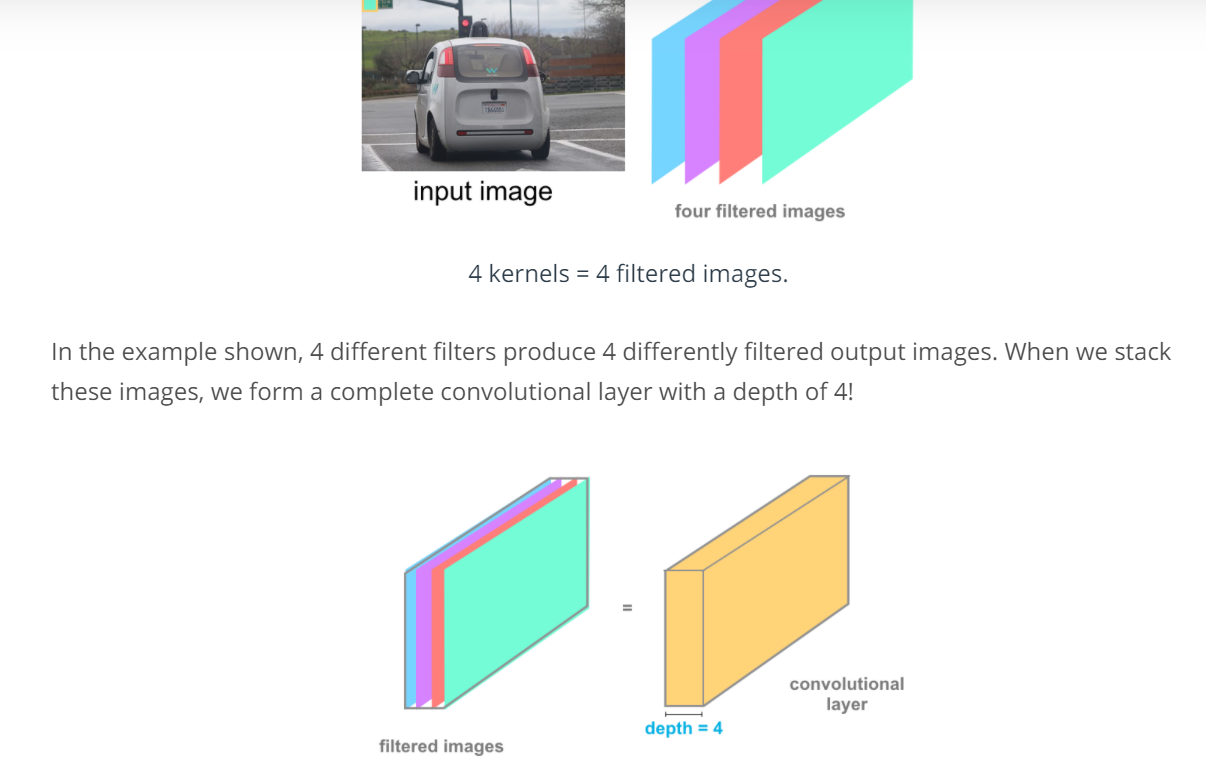 input image
four filtered images
4 kernels = 4 filtered images.
In the example shown, 4 different filters produce 4 differently filtered output images. When we stack
these images, we form a complete convolutional layer with a depth of 4!
=
convolutional
layer
depth = 4
filtered images